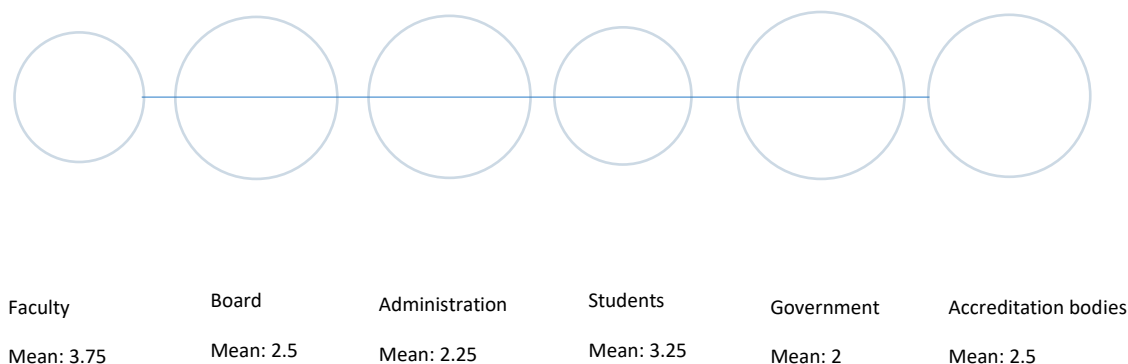 Faculty
Mean: 3.75
Board
Mean: 2.5
Administration
Mean: 2.25
Students
Mean: 3.25
Government
Mean: 2
Accreditation bodies
Mean: 2.5